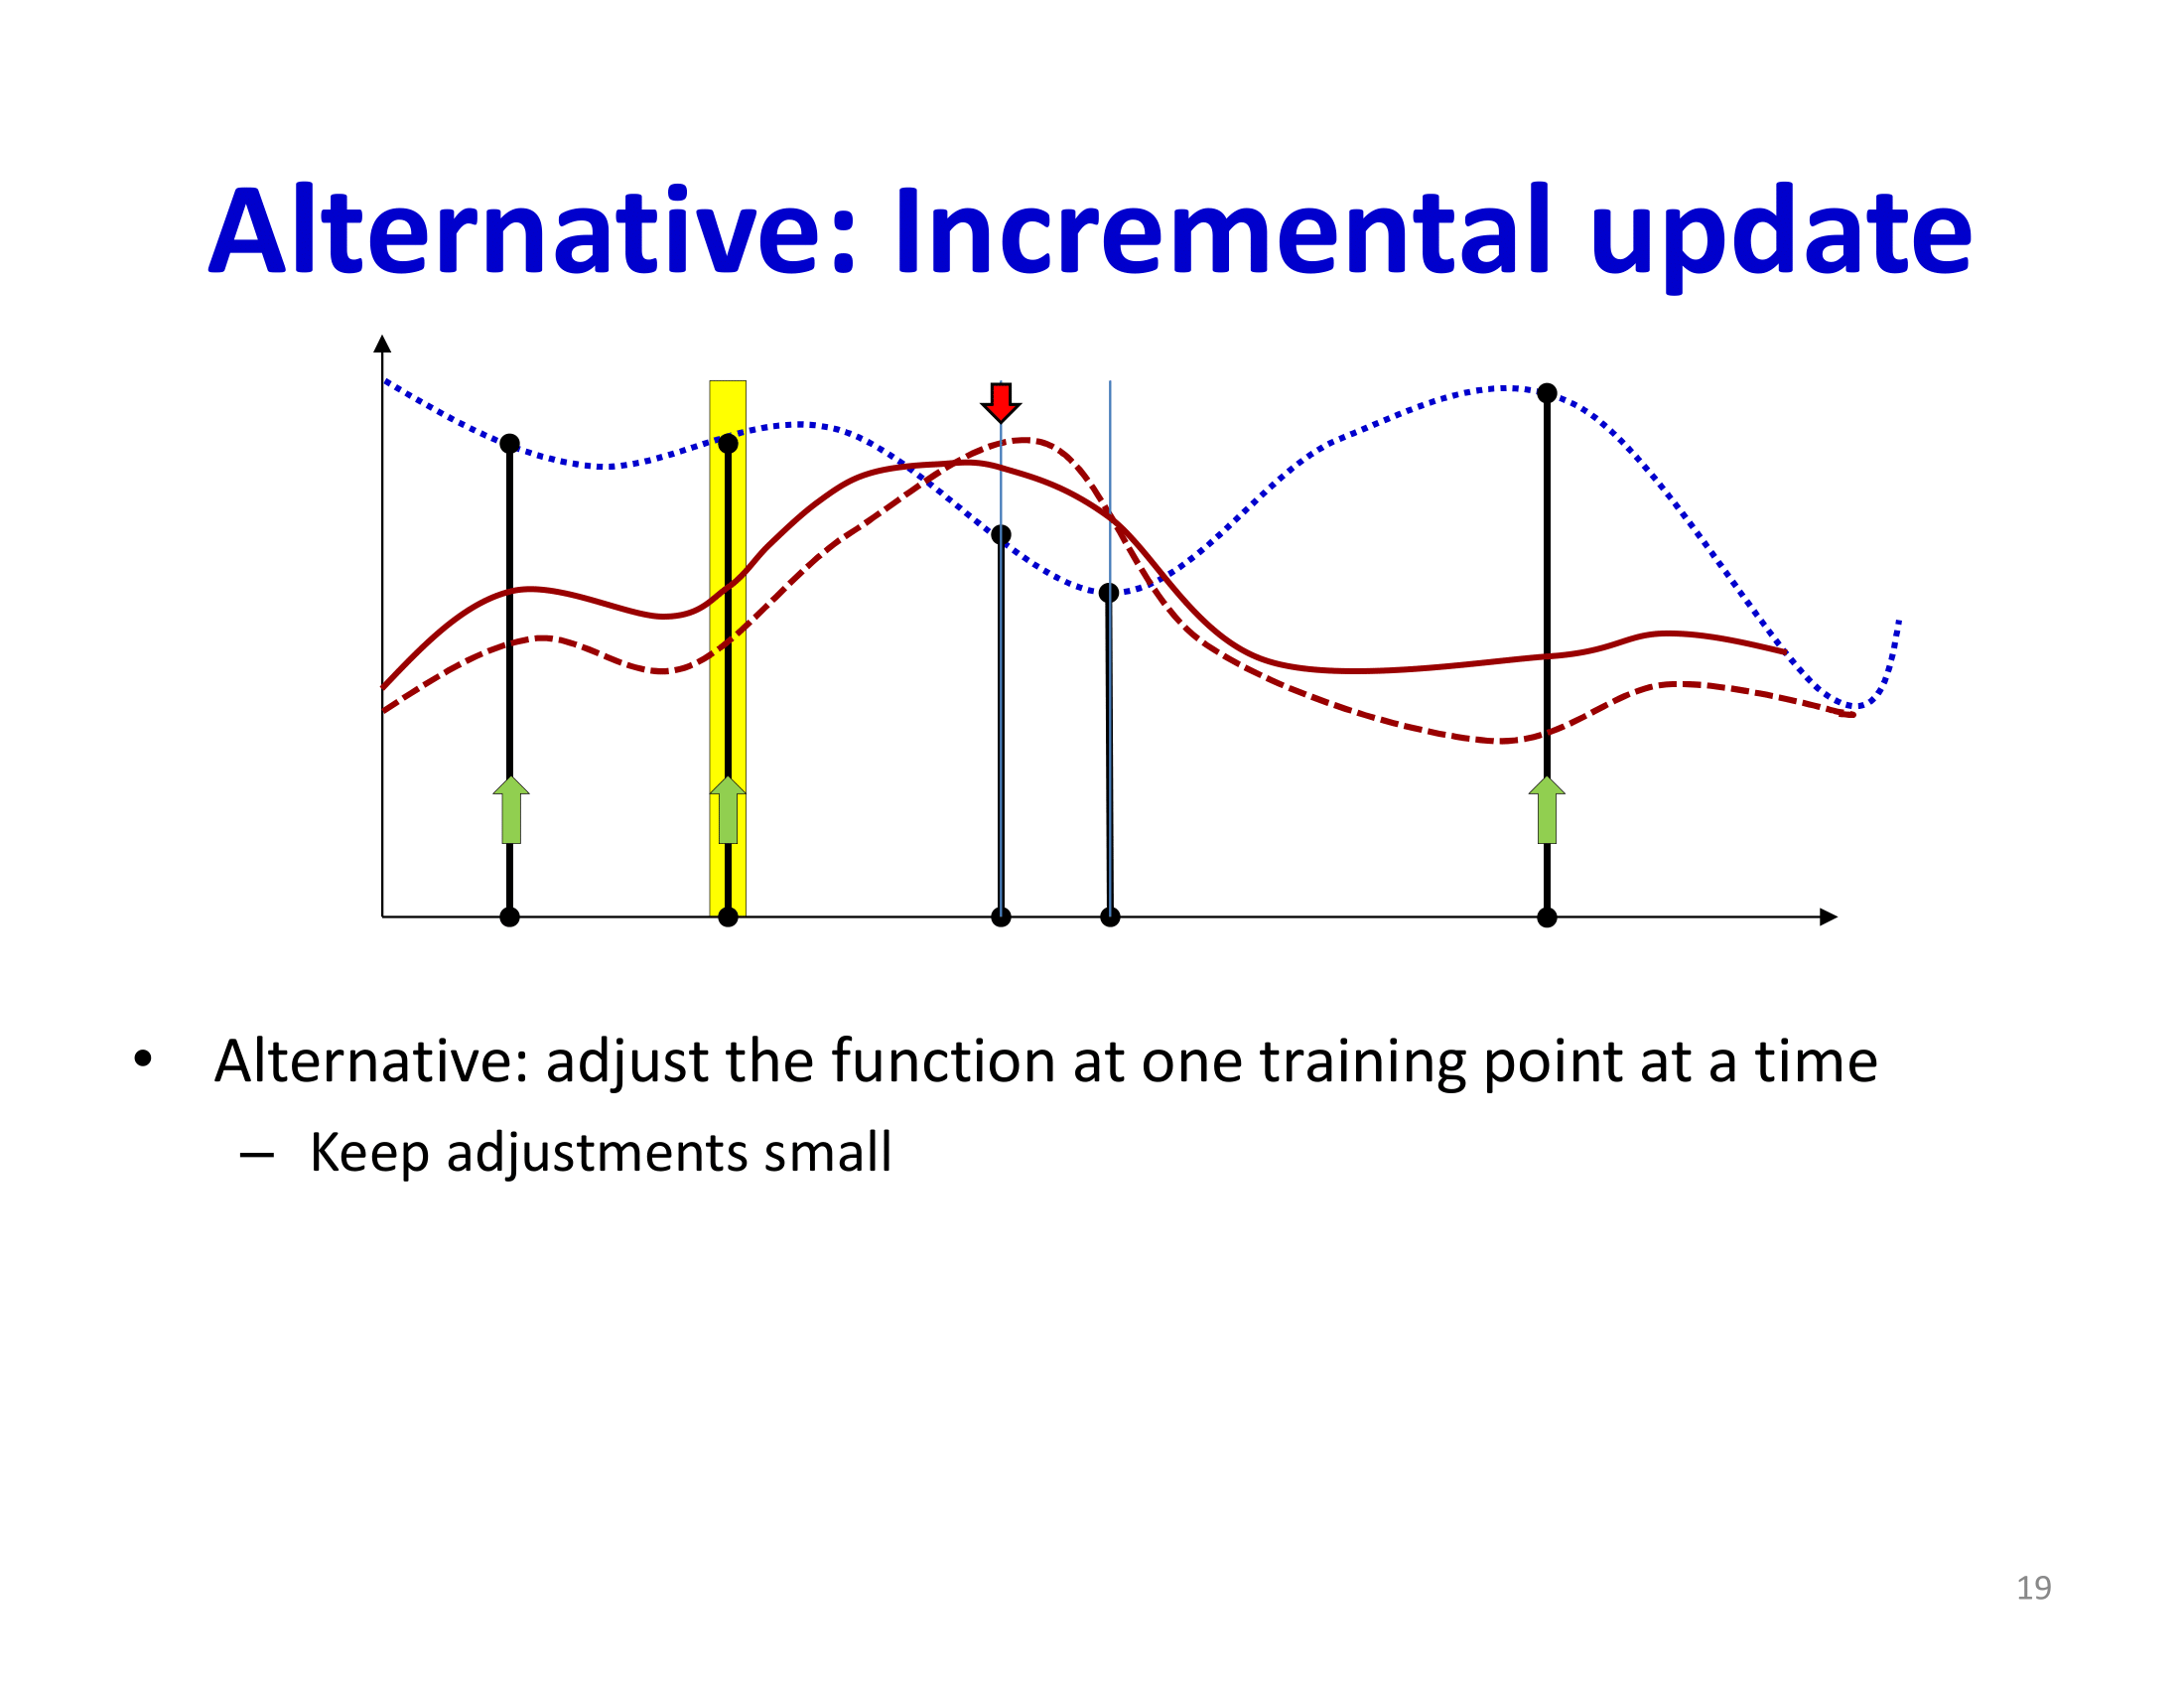 Alternative: Incremental update
• Alternative: adjust the function at one training point at a time
– Keep adjustments small
19